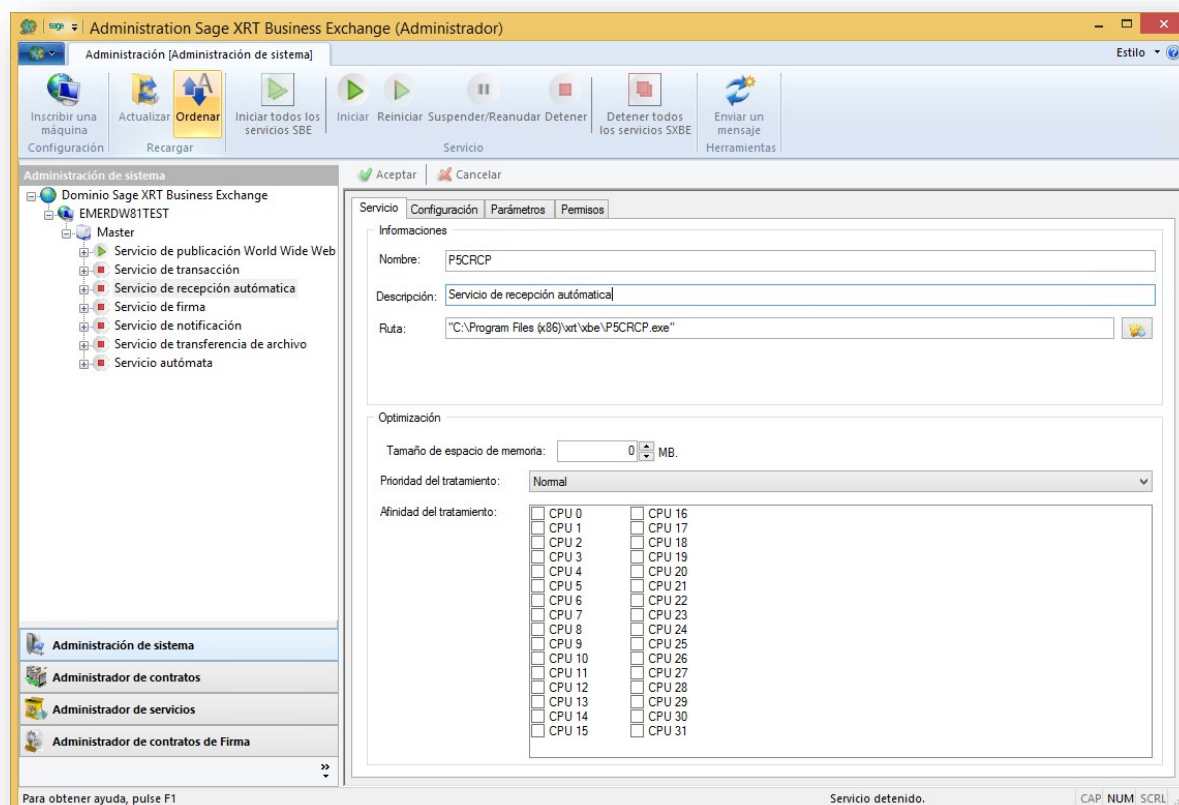 sage Administration Sage XRT Business Exchange (Administrador)
Administración [Administración de sistema]
Estilo
Inscribir una máquina
Actualizar
Ordenar
Iniciar todos los servicios SBE
Iniciar
Reiniciar
Suspender/Reanudar
Detener
Detener todos los servicios SXBE
Enviar un mensaje
Configuración
Recargar
Servicio
Herramientas
Administración de sistema
Dominio Sage XRT Business Exchange
EMERDW81TEST
Master
Servicio de publicación World Wide Web
Servicio de transacción
Servicio de recepción autómatica
Servicio de firma
Servicio de notificación
Servicio de transferencia de archivo
Servicio autómata
Administración de sistema
Administrador de contratos
Administrador de servicios
Administrador de contratos de Firma
Aceptar
Cancelar
Servicio
Configuración
Parámetros
Permisos
Informaciones
Nombre: P5CRCP
Descripción: Servicio de recepción autómatica
Ruta: "C:\Program Files (x86)\xrt\xbe\P5CRCP.exe"
Optimización
Tamaño de espacio de memoria: 0 MB.
Prioridad del tratamiento: Normal
Afinidad del tratamiento:
CPU 0 CPU 16
CPU 1 CPU 17
CPU 2 CPU 18
CPU 3 CPU 19
CPU 4 CPU 20
CPU 5 CPU 21
CPU 6 CPU 22
CPU 7 CPU 23
CPU 8 CPU 24
CPU 9 CPU 25
CPU 10 CPU 26
CPU 11 CPU 27
CPU 12 CPU 28
CPU 13 CPU 29
CPU 14 CPU 30
CPU 15 CPU 31
Para obtener ayuda, pulse F1
Servicio detenido.
CAP NUM SCRL